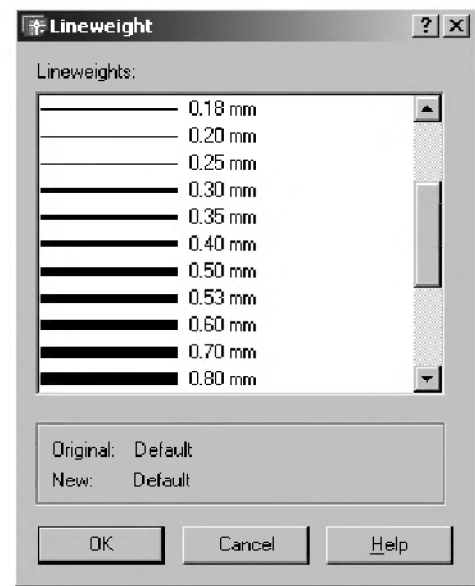 Lineweight
Lineweights:
0.18 mm
0.20 mm
0.25 mm
0.30 mm
0.35 mm
0.40 mm
0.50 mm
0.53 mm
0.60 mm
0.70 mm
0.80 mm
Original: Default
New: Default
OK Cancel Help